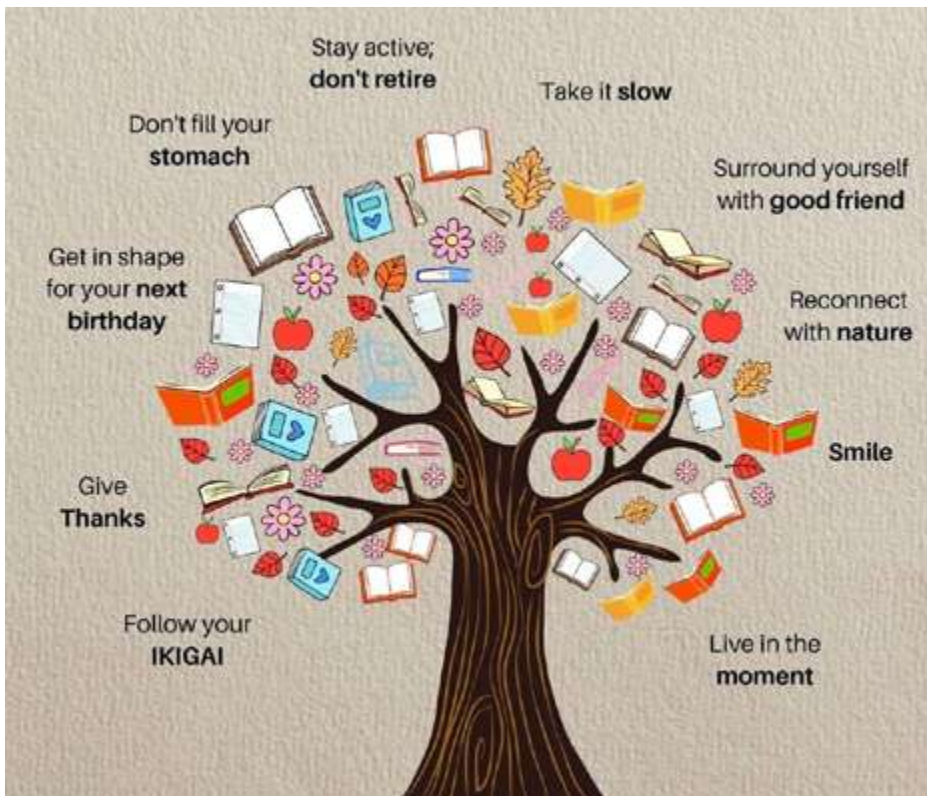 Stay active;
don't retire
Take it slow
Don't fill your
stomach
Surround yourself
with good friend
Get in shape
for your next
birthday
Reconnect
with nature
Smile
Give
Thanks
Follow your
IKIGAI
Live in the
moment